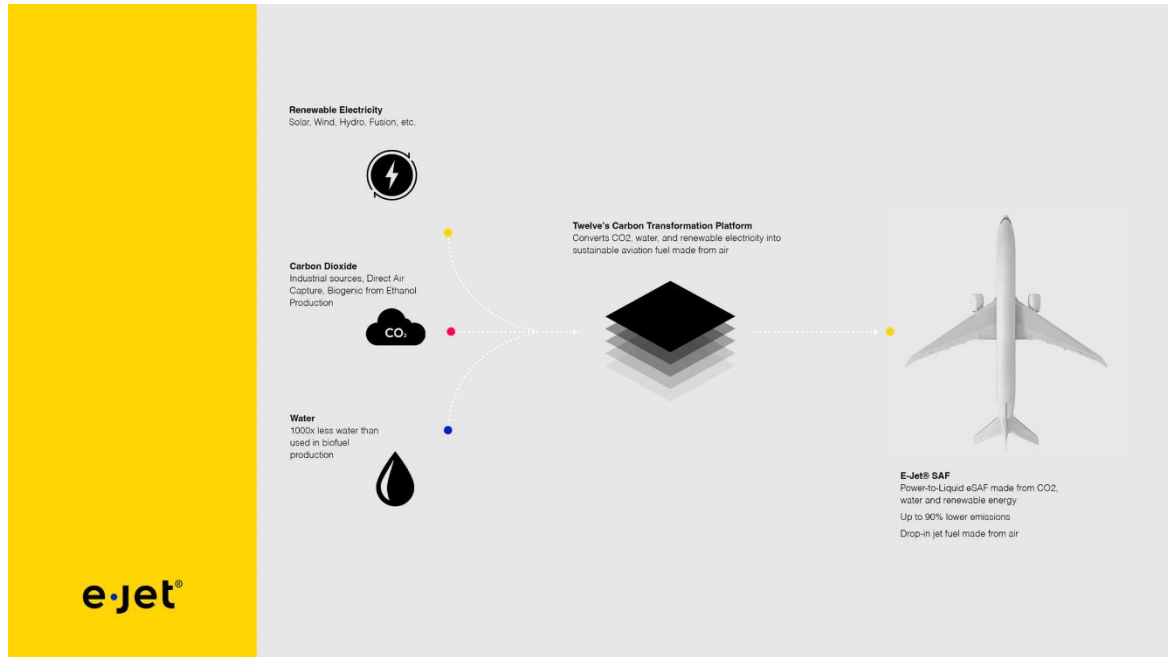 Renewable Electricity
Solar, Wind, Hydro, Fusion, etc.
Carbon Dioxide
Industrial sources, Direct Air
Capture, Biogenic from Ethanol
Production
CO₂
Water
1000x less water than
used in biofuel
production
Twelve's Carbon Transformation Platform
Converts CO2, water, and renewable electricity into
sustainable aviation fuel made from air
E-Jet® SAF
Power-to-Liquid eSAF made from CO2,
water and renewable energy
Up to 90% lower emissions
Drop-in jet fuel made from air
e·jet®